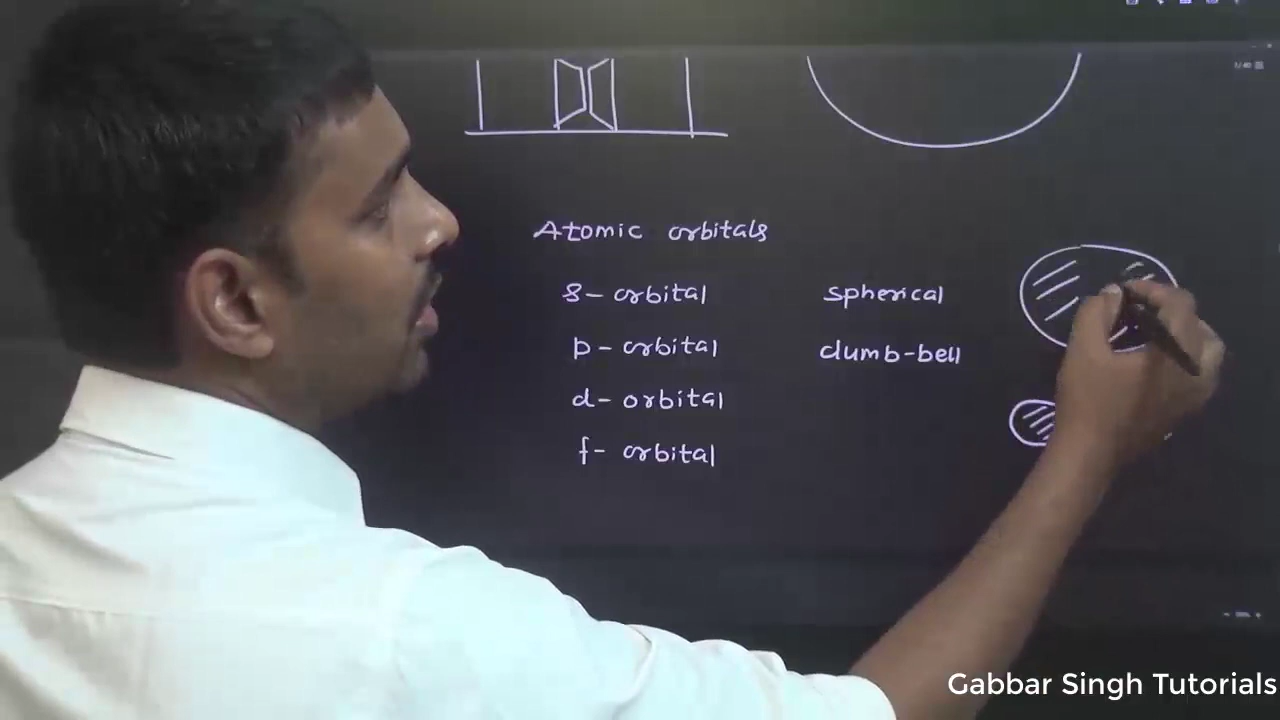 Atomic orbitals
s- orbital spherical
p- orbital dumb-bell
d- orbital
f- orbital
Gabbar Singh Tutorials